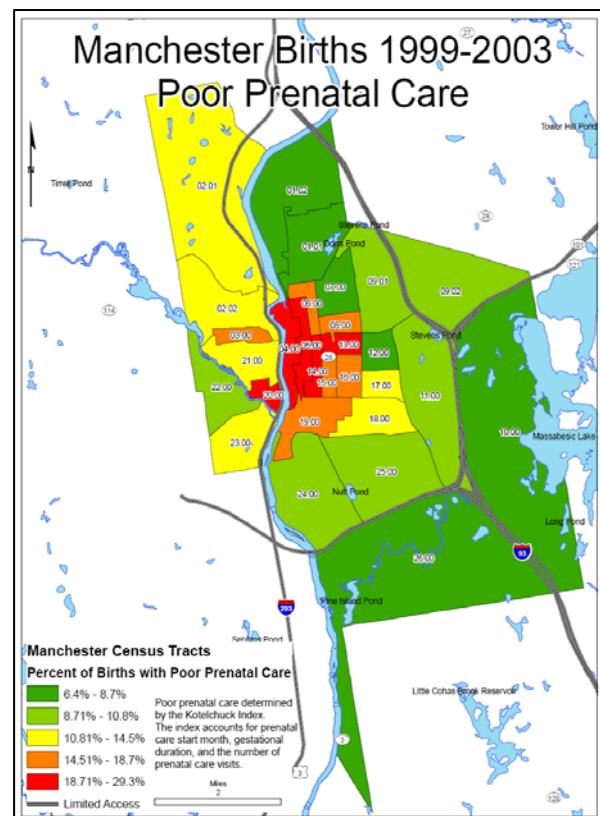 Manchester Births 1999-2003
Poor Prenatal Care
27
Tower Hill Pond
N
Tirrell Pond
02.01
01.02
28
Stevens Pond
01.01
Dorrs Pond
101
121
07.00
09.01
09.02
114
02.02
06.00
03.00
08.00
Stevens Pond
04.00
05.00
13.00
21.00
28
12.00
14.00
22.00
15.00
16.00
17.00
11.00
20.00
10.00
19.00
18.00
Massabesic Lake
23.00
25.00
24.00
Nutt Pond
Long Pond
93
26.00
Pine Island Pond
293
Manchester Census Tracts
Percent of Births with Poor Prenatal Care
6.4% - 8.7%
8.71% - 10.8%
10.81% - 14.5%
14.51% - 18.7%
18.71% - 29.3%
Limited Access
Poor prenatal care determined
by the Kotelchuck Index.
The index accounts for prenatal
care start month, gestational
duration, and the number of
prenatal care visits.
Miles
2
Little Cohas Brook Reservoir
3
3
128